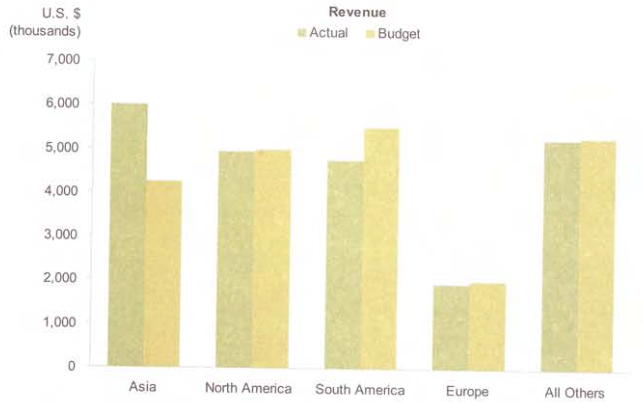 U.S. $
(thousands)
Revenue
Actual Budget
7,000
6,000
5,000
4,000
3,000
2,000
1,000
0
Asia North America South America Europe All Others